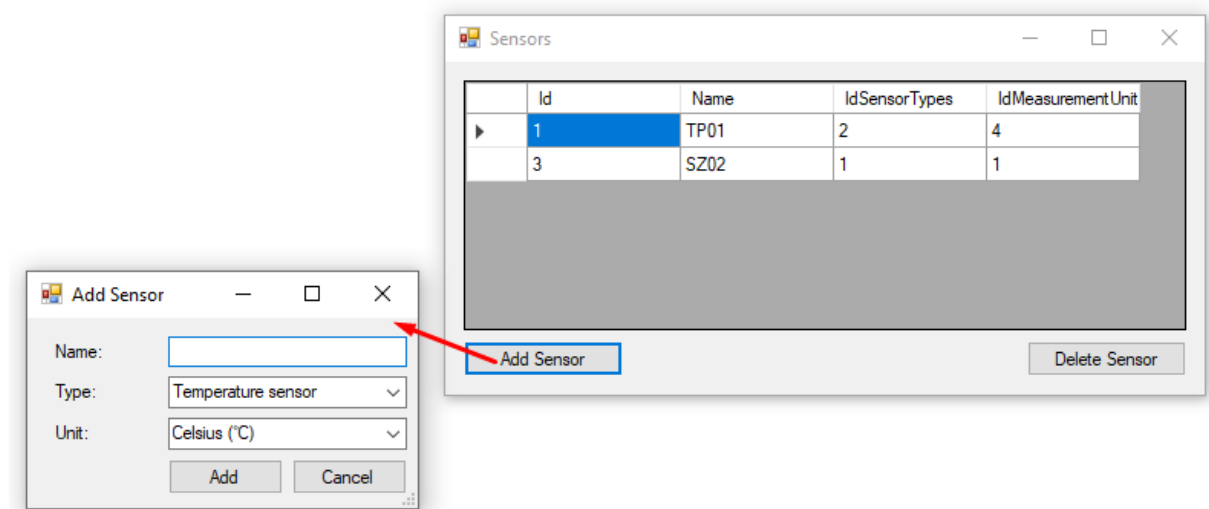 Sensors
Id Name IdSensorTypes IdMeasurementUnit
1 TP01 2 4
3 SZ02 1 1
Add Sensor Delete Sensor
Add Sensor
Name:
Type: Temperature sensor
Unit: Celsius (°C)
Add Cancel